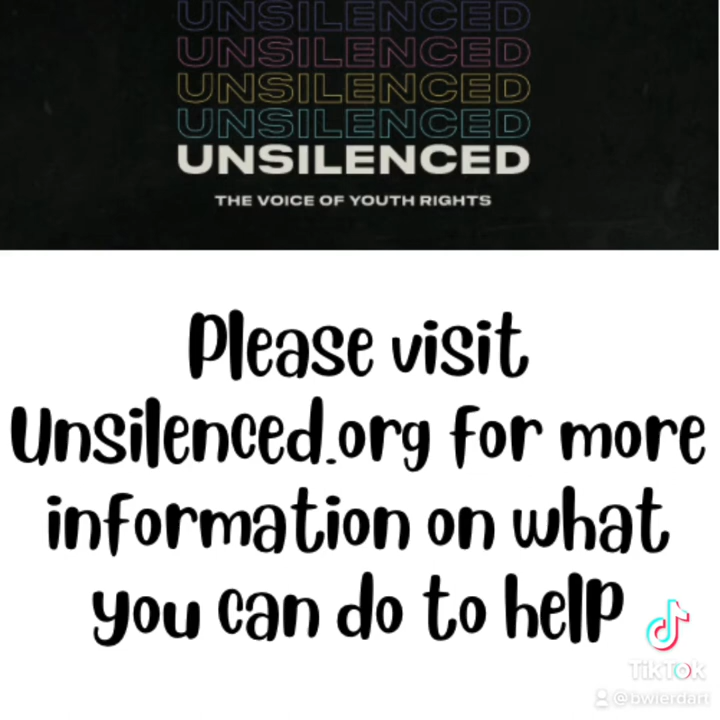 UNSILENCED
UNSILENCED
UNSILENCED
UNSILENCED
UNSILENCED
THE VOICE OF YOUTH RIGHTS
Please visit
Unsilenced.org for more
information on what
you can do to help
TikTok
@bwierdart